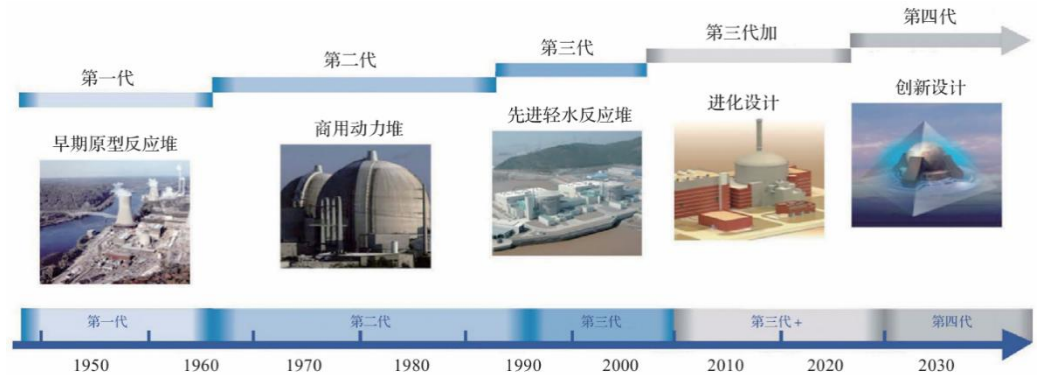 第一代
第二代
第三代
第三代加
第四代
早期原型反应堆
商用动力堆
先进轻水反应堆
进化设计
创新设计
第一代
第二代
第三代
第三代+
第四代
1950 1960 1970 1980 1990 2000 2010 2020 2030